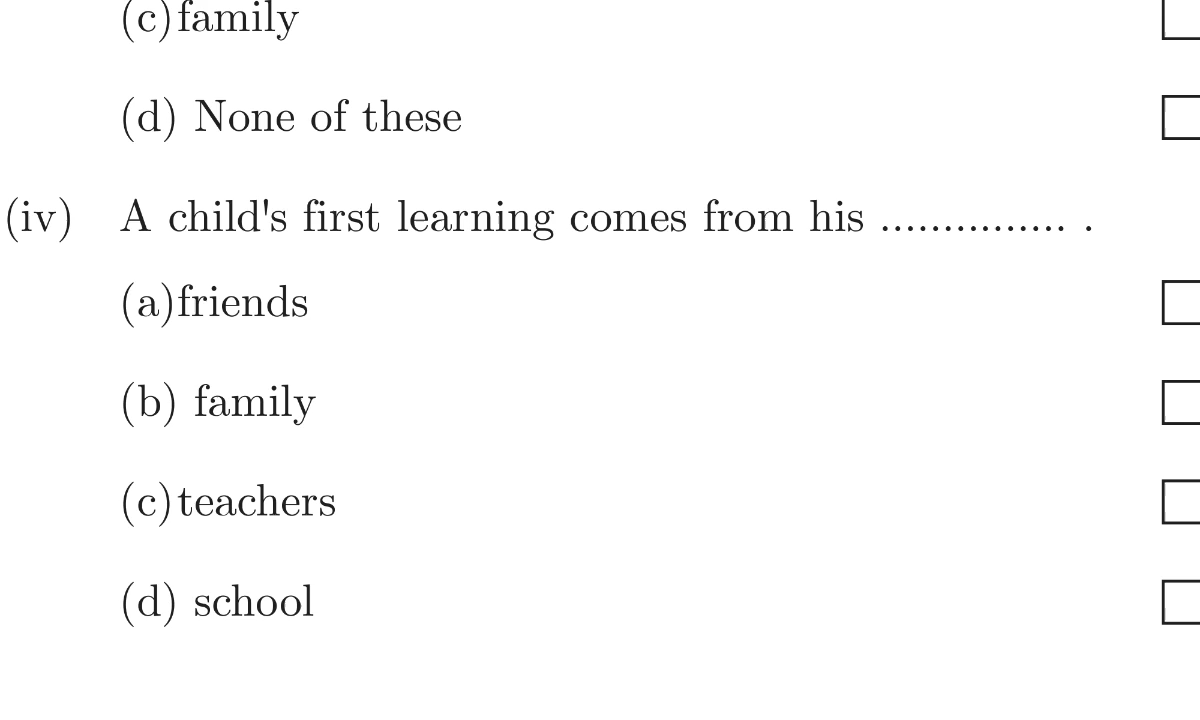 (c)family
(d) None of these
(iv) A child's first learning comes from his ............... .
(a)friends
(b) family
(c)teachers
(d) school